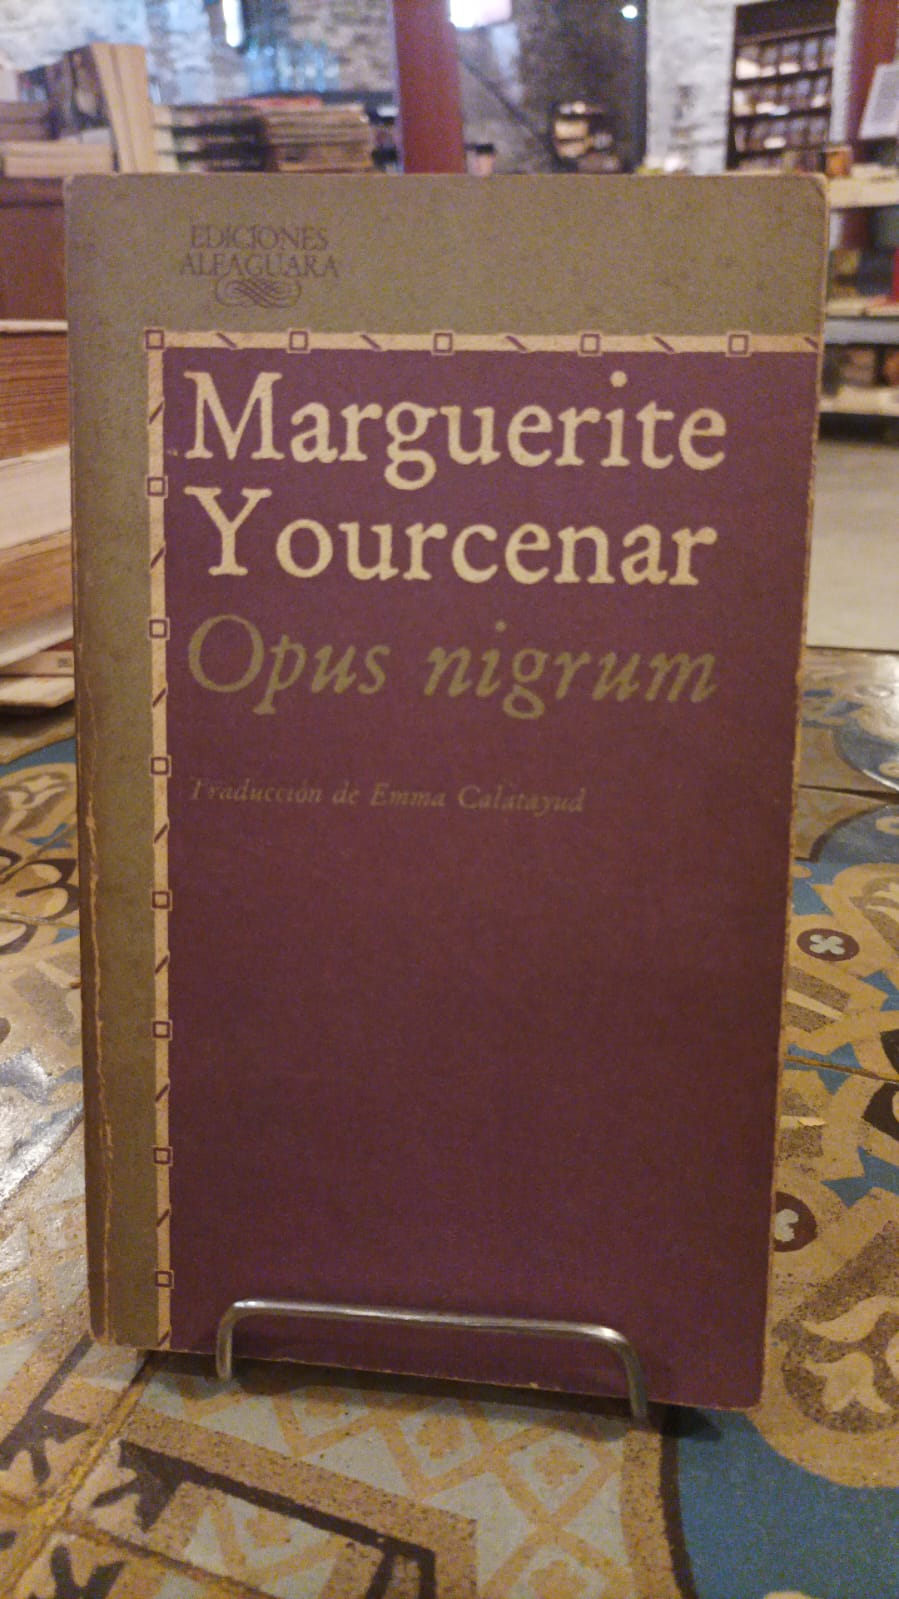 EDICIONES
ALFAGUARA
Marguerite
Yourcenar
Opus nigrum
Traducción de Emma Calatayud